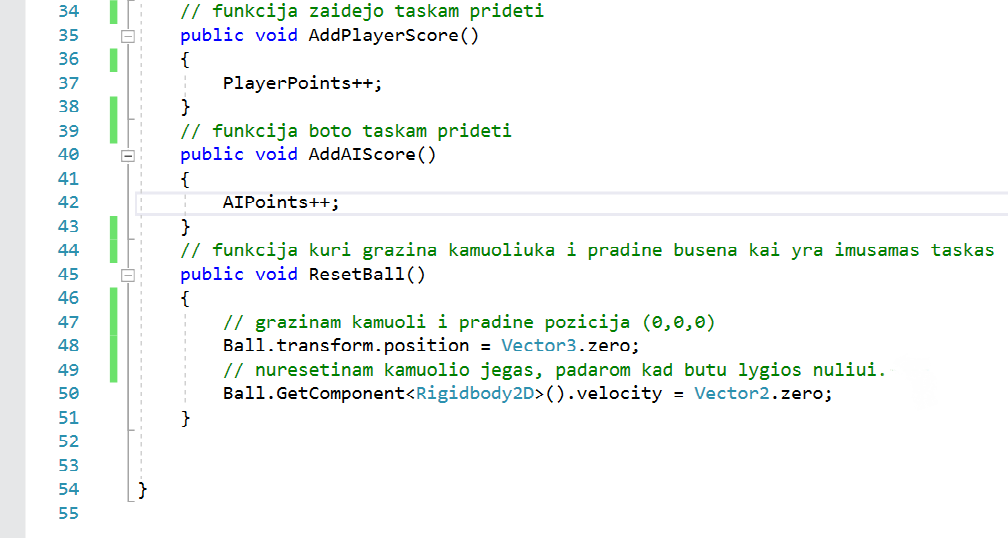 34 // funkcija zaidejo taskam prideti
35 public void AddPlayerScore()
36 {
37 PlayerPoints++;
38 }
39 // funkcija boto taskam prideti
40 public void AddAIScore()
41 {
42 AIPoints++;
43 }
44 // funkcija kuri grazina kamuoliuka i pradine busena kai yra imusamas taskas
45 public void ResetBall()
46 {
47 // grazinam kamuoli i pradine pozicija (0,0,0)
48 Ball.transform.position = Vector3.zero;
49 // nuresetinam kamuolio jegas, padarom kad butu lygios nuliui.
50 Ball.GetComponent<Rigidbody2D>().velocity = Vector2.zero;
51 }
52
53
54 }
55